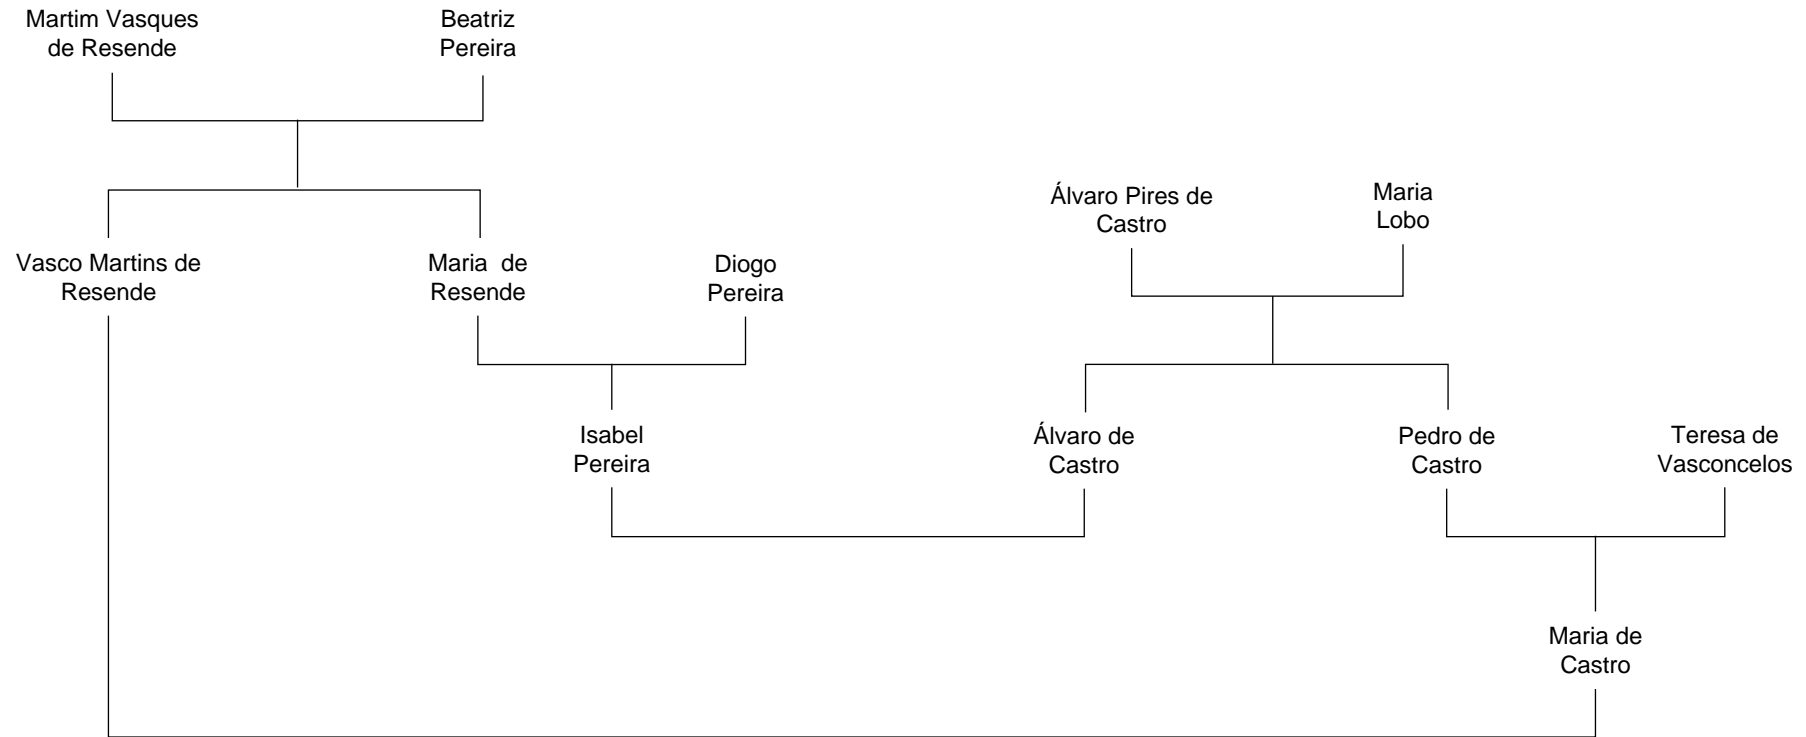 Martim Vasques
de Resende
Beatriz
Pereira
Álvaro Pires de
Castro
Maria
Lobo
Vasco Martins de
Resende
Maria  de
Resende
Diogo
Pereira
Isabel
Pereira
Álvaro de
Castro
Pedro de
Castro
Teresa de
Vasconcelos
Maria de
Castro